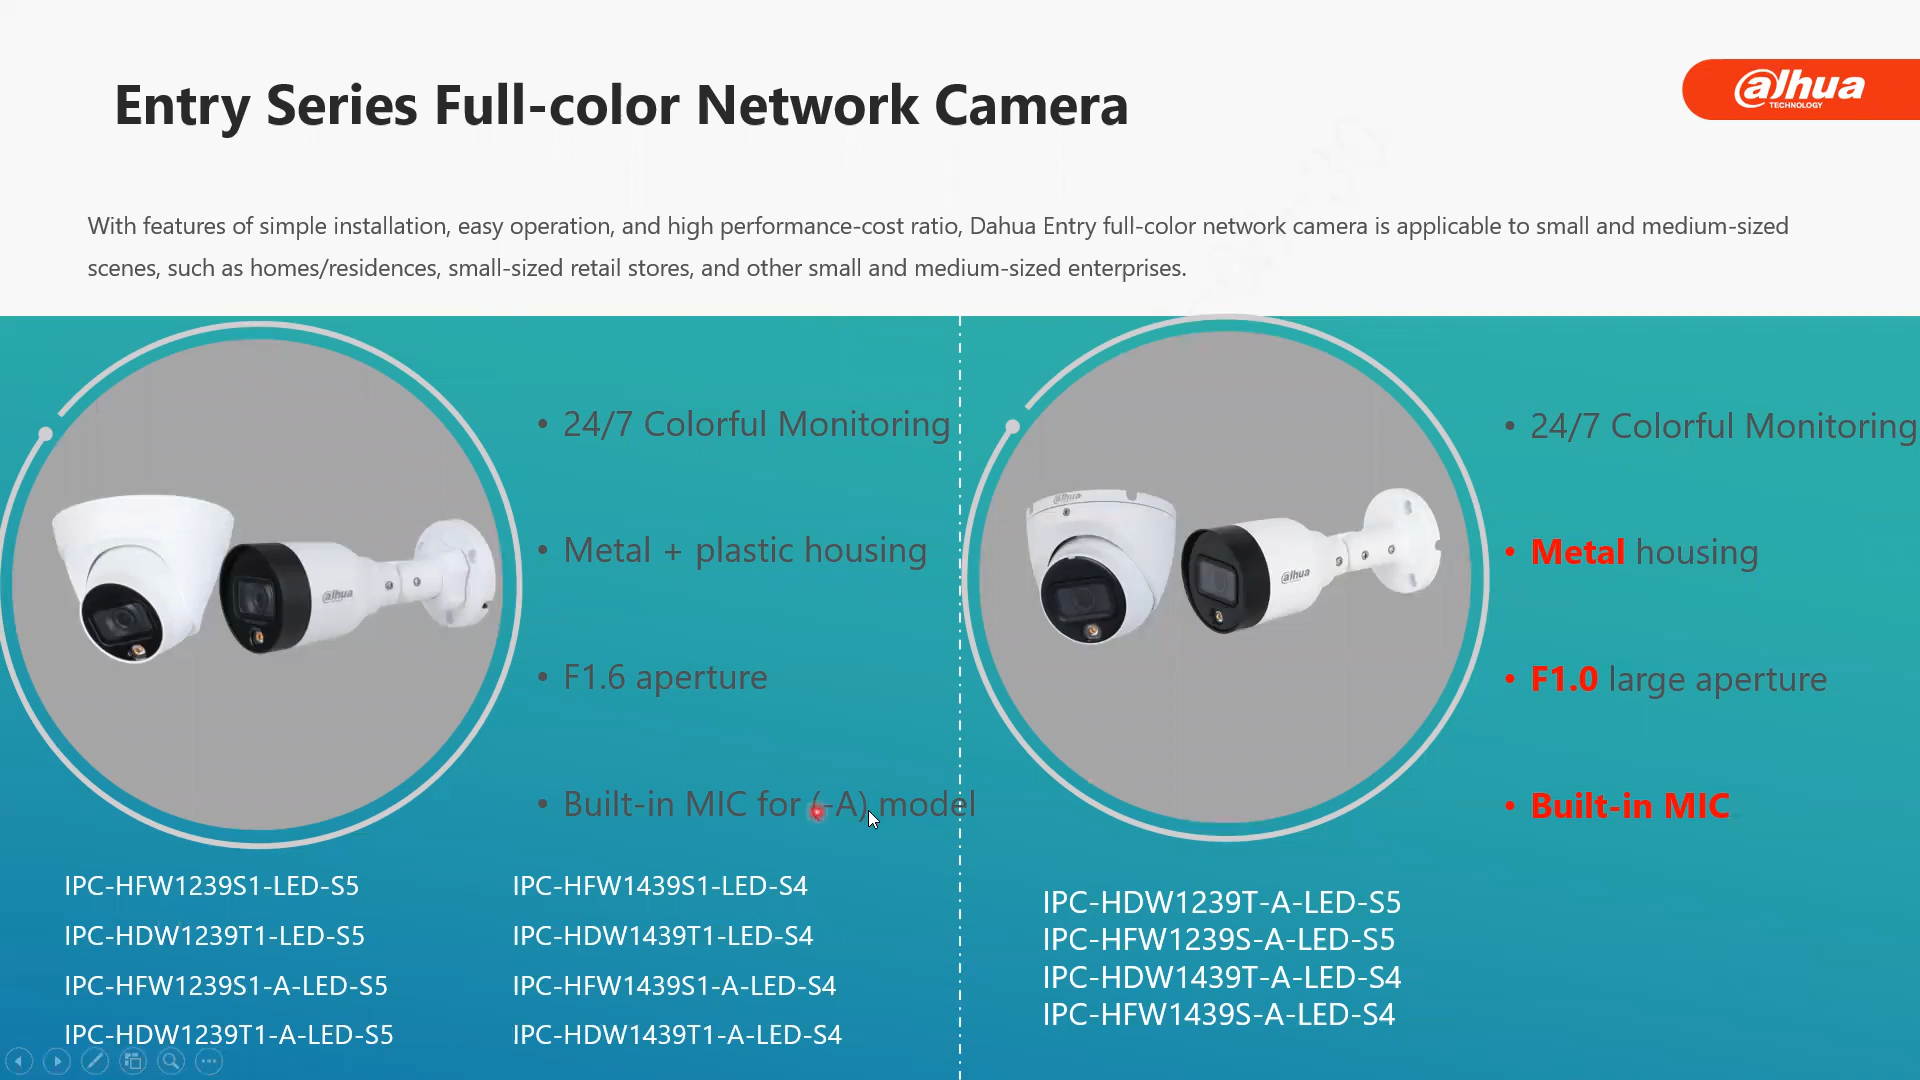 Entry Series Full-color Network Camera
alhua
TECHNOLOGY
With features of simple installation, easy operation, and high performance-cost ratio, Dahua Entry full-color network camera is applicable to small and medium-sized
scenes, such as homes/residences, small-sized retail stores, and other small and medium-sized enterprises.
• 24/7 Colorful Monitoring
• Metal + plastic housing
• F1.6 aperture
• Built-in MIC for (-A) model
alhua
IPC-HFW1239S1-LED-S5
IPC-HDW1239T1-LED-S5
IPC-HFW1239S1-A-LED-S5
IPC-HDW1239T1-A-LED-S5
IPC-HFW1439S1-LED-S4
IPC-HDW1439T1-LED-S4
IPC-HFW1439S1-A-LED-S4
IPC-HDW1439T1-A-LED-S4
• 24/7 Colorful Monitoring
• Metal housing
• F1.0 large aperture
• Built-in MIC
alhua
alhua
IPC-HDW1239T-A-LED-S5
IPC-HFW1239S-A-LED-S5
IPC-HDW1439T-A-LED-S4
IPC-HFW1439S-A-LED-S4